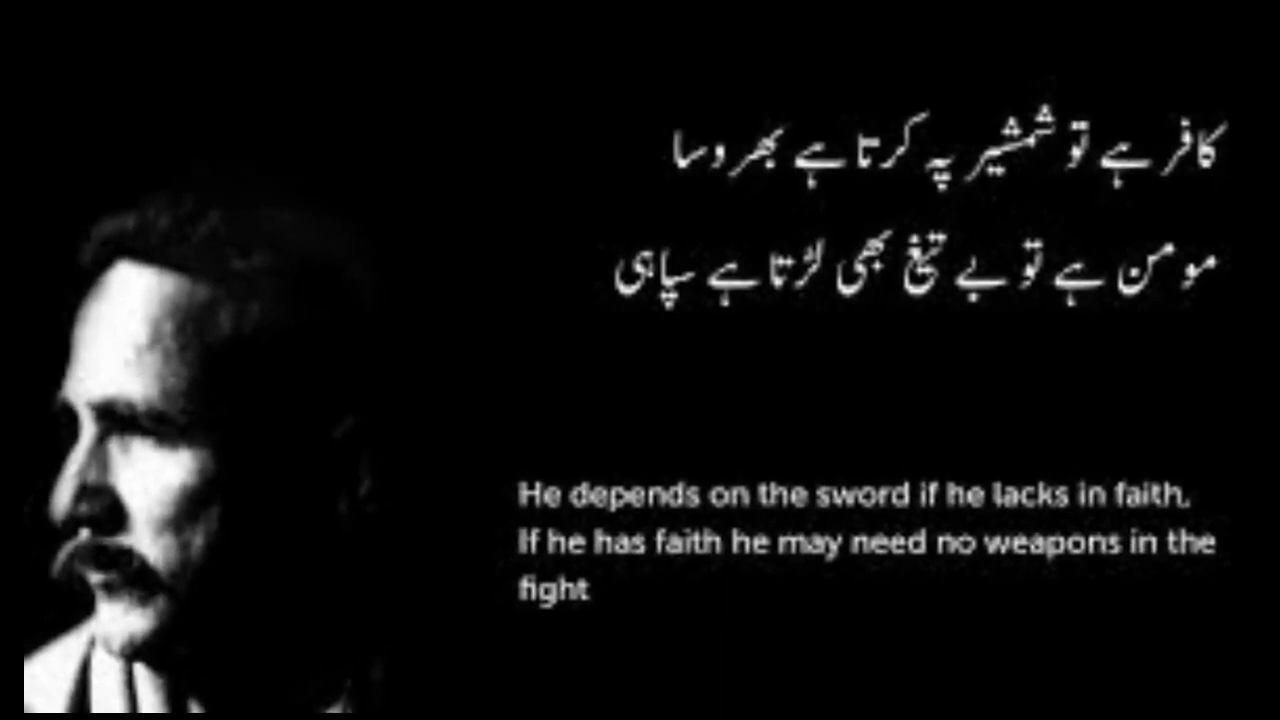 کافر ہے تو شمشیر پہ کرتا ہے بھروسا
مومن ہے تو بے تیغ بھی لڑتا ہے سپاہی
He depends on the sword if he lacks in faith.
If he has faith he may need no weapons in the
fight